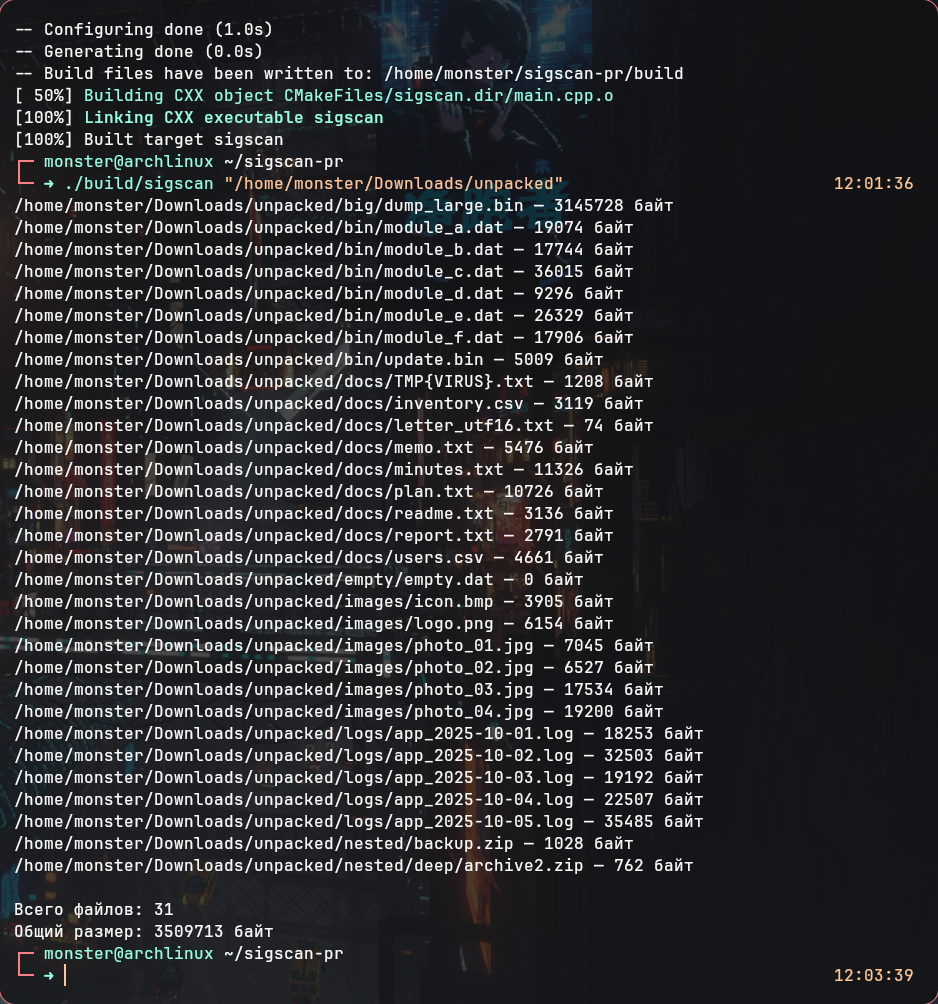 -- Configuring done (1.0s)
-- Generating done (0.0s)
-- Build files have been written to: /home/monster/sigscan-pr/build
[ 50%] Building CXX object CMakeFiles/sigscan.dir/main.cpp.o
[100%] Linking CXX executable sigscan
[100%] Built target sigscan
monster@archlinux ~/sigscan-pr
➜ ./build/sigscan "/home/monster/Downloads/unpacked" 12:01:36
/home/monster/Downloads/unpacked/big/dump_large.bin — 3145728 байт
/home/monster/Downloads/unpacked/bin/module_a.dat — 19074 байт
/home/monster/Downloads/unpacked/bin/module_b.dat — 17744 байт
/home/monster/Downloads/unpacked/bin/module_c.dat — 36015 байт
/home/monster/Downloads/unpacked/bin/module_d.dat — 9296 байт
/home/monster/Downloads/unpacked/bin/module_e.dat — 26329 байт
/home/monster/Downloads/unpacked/bin/module_f.dat — 17906 байт
/home/monster/Downloads/unpacked/bin/update.bin — 5009 байт
/home/monster/Downloads/unpacked/docs/TMP{VIRUS}.txt — 1208 байт
/home/monster/Downloads/unpacked/docs/inventory.csv — 3119 байт
/home/monster/Downloads/unpacked/docs/letter_utf16.txt — 74 байт
/home/monster/Downloads/unpacked/docs/memo.txt — 5476 байт
/home/monster/Downloads/unpacked/docs/minutes.txt — 11326 байт
/home/monster/Downloads/unpacked/docs/plan.txt — 10726 байт
/home/monster/Downloads/unpacked/docs/readme.txt — 3136 байт
/home/monster/Downloads/unpacked/docs/report.txt — 2791 байт
/home/monster/Downloads/unpacked/docs/users.csv — 4661 байт
/home/monster/Downloads/unpacked/empty/empty.dat — 0 байт
/home/monster/Downloads/unpacked/images/icon.bmp — 3905 байт
/home/monster/Downloads/unpacked/images/logo.png — 6154 байт
/home/monster/Downloads/unpacked/images/photo_01.jpg — 7045 байт
/home/monster/Downloads/unpacked/images/photo_02.jpg — 6527 байт
/home/monster/Downloads/unpacked/images/photo_03.jpg — 17534 байт
/home/monster/Downloads/unpacked/images/photo_04.jpg — 19200 байт
/home/monster/Downloads/unpacked/logs/app_2025-10-01.log — 18253 байт
/home/monster/Downloads/unpacked/logs/app_2025-10-02.log — 32503 байт
/home/monster/Downloads/unpacked/logs/app_2025-10-03.log — 19192 байт
/home/monster/Downloads/unpacked/logs/app_2025-10-04.log — 22507 байт
/home/monster/Downloads/unpacked/logs/app_2025-10-05.log — 35485 байт
/home/monster/Downloads/unpacked/nested/backup.zip — 1028 байт
/home/monster/Downloads/unpacked/nested/deep/archive2.zip — 762 байт
Всего файлов: 31
Общий размер: 3509713 байт
monster@archlinux ~/sigscan-pr
➜ 12:03:39